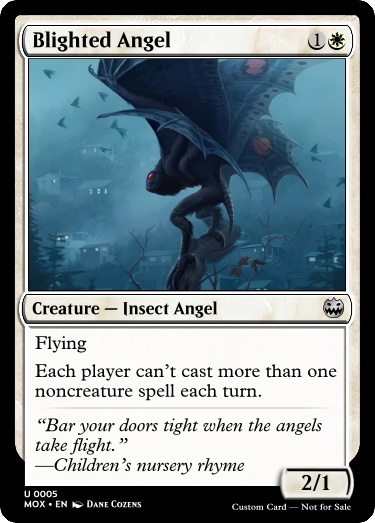 Blighted Angel 1
Creature — Insect Angel
Flying
Each player can't cast more than one
noncreature spell each turn.
“Bar your doors tight when the angels
take flight.”
—Children's nursery rhyme
2/1
U 0005
MOX • EN Dane Cozens
Custom Card — Not for Sale